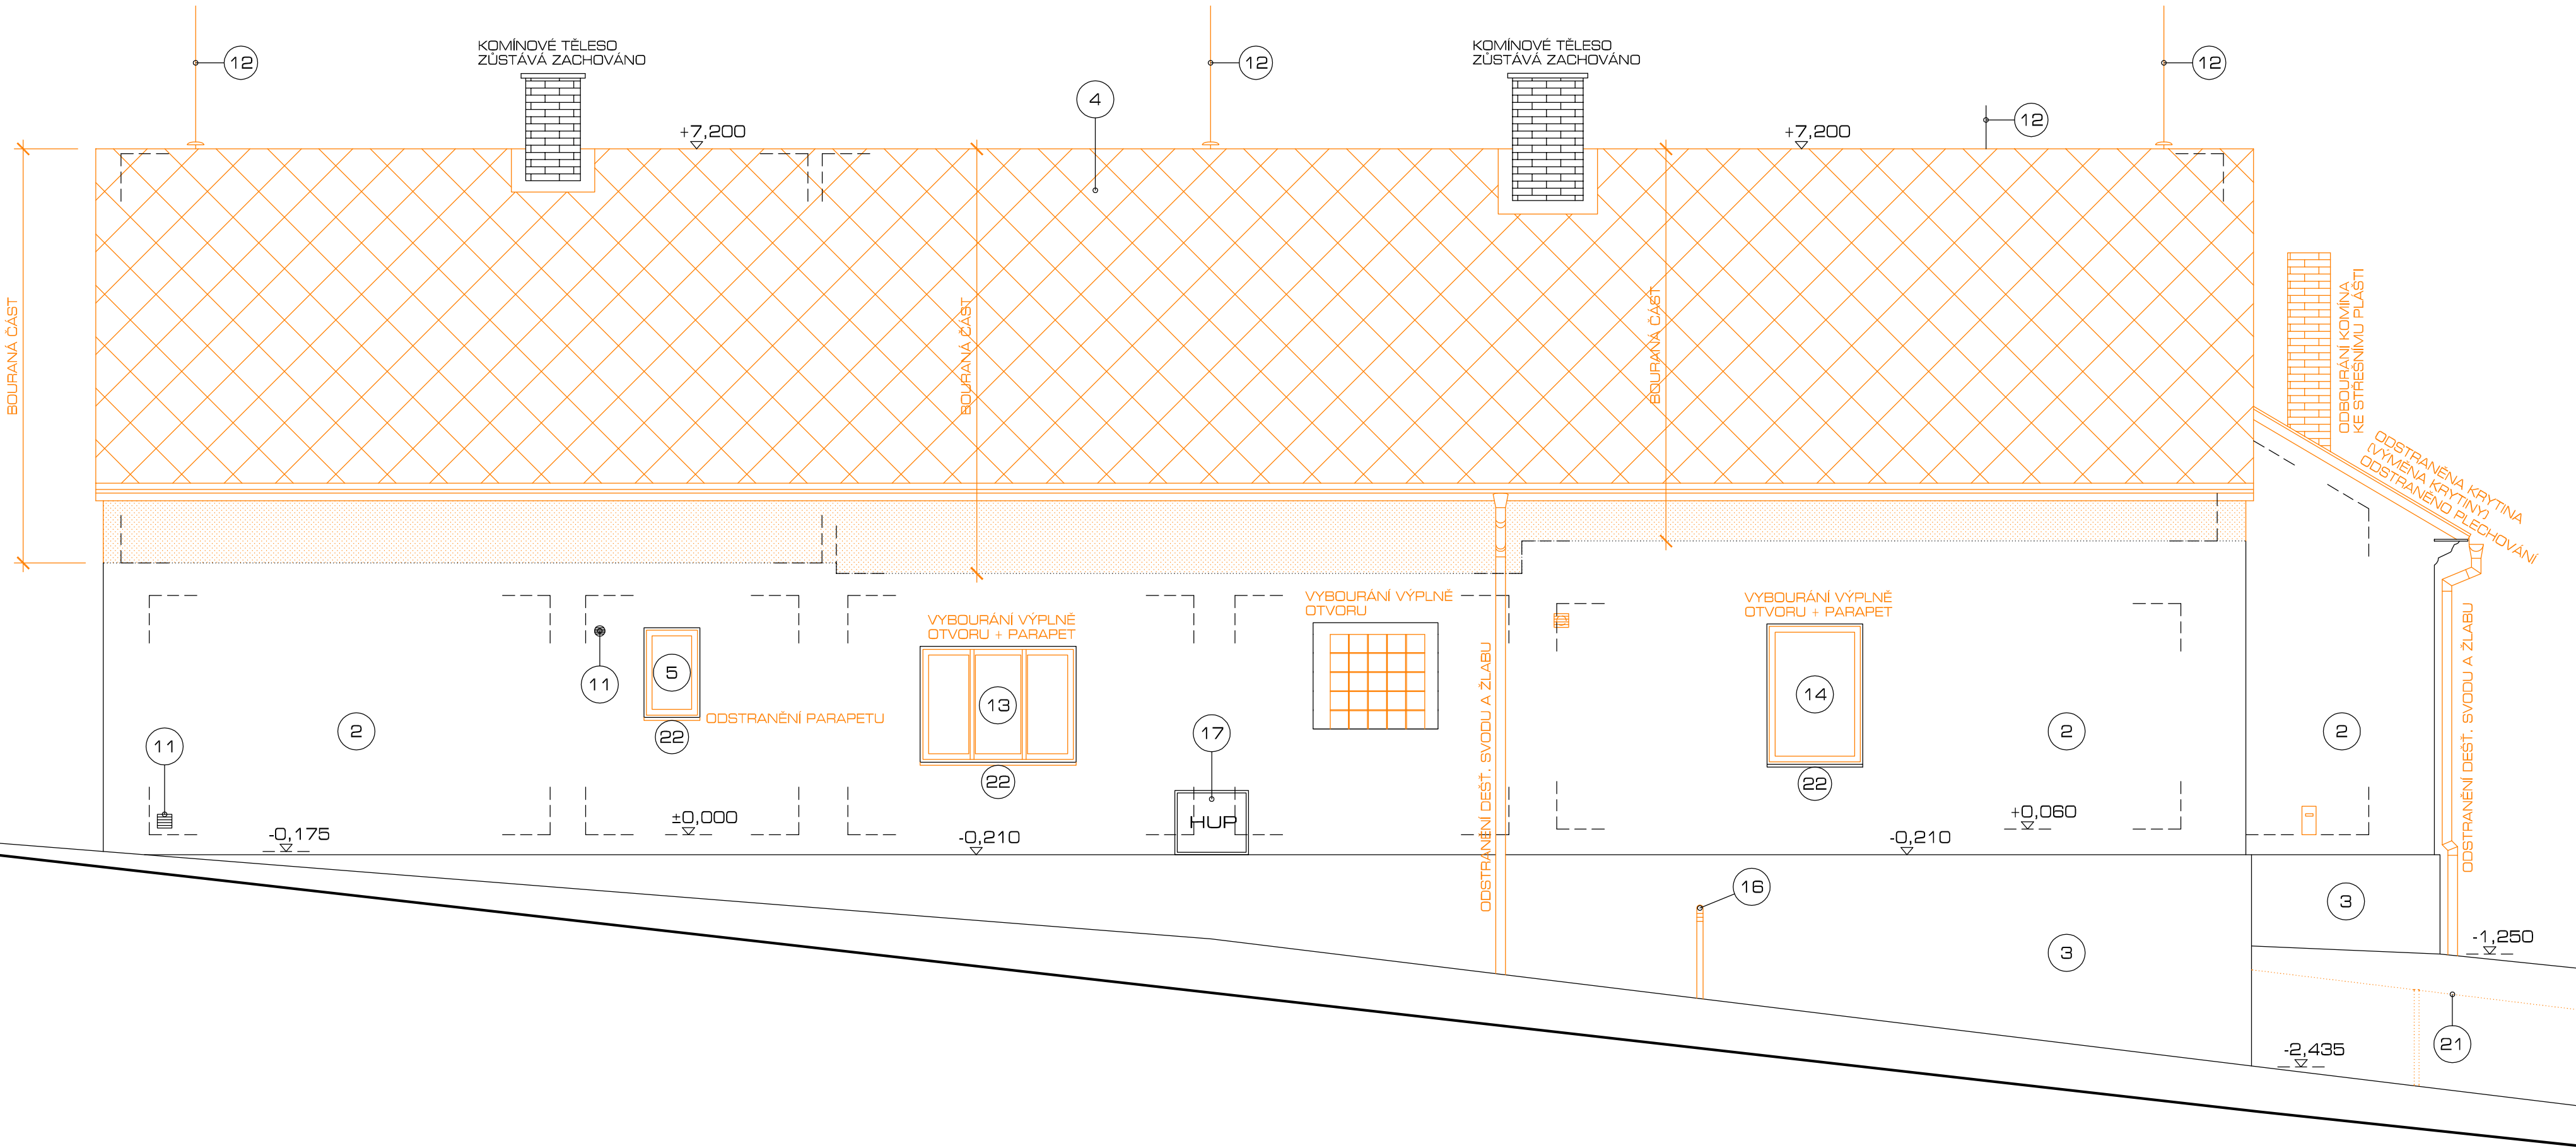 KOMÍNOVÉ TĚLESO
ZŮSTÁVÁ ZACHOVÁNO
KOMÍNOVÉ TĚLESO
ZŮSTÁVÁ ZACHOVÁNO
12
12
12
4
12
+7,200
+7,200
BOURANÁ ČÁST
BOURANÁ ČÁST
BOURANÁ ČÁST
ODBOURÁNÍ KOMÍNA
KE STŘEŠNÍMU PLÁŠTI
ODSTRANĚNA KRYTINA
(VÝMĚNA KRYTINY)
ODSTRANĚNO PLECHOVÁNÍ
VYBOURÁNÍ VÝPLNĚ
OTVORU + PARAPET
VYBOURÁNÍ VÝPLNĚ
OTVORU
VYBOURÁNÍ VÝPLNĚ
OTVORU + PARAPET
11
5
13
14
ODSTRANĚNÍ PARAPETU
22
22
22
11
2
17
2
2
HUP
ODSTRANĚNÍ DEŠŤ. SVODU A ŽLABU
ODSTRANĚNÍ DEŠŤ. SVODU A ŽLABU
-0,175
±0,000
-0,210
-0,210
+0,060
16
3
3
-1,250
21
-2,435